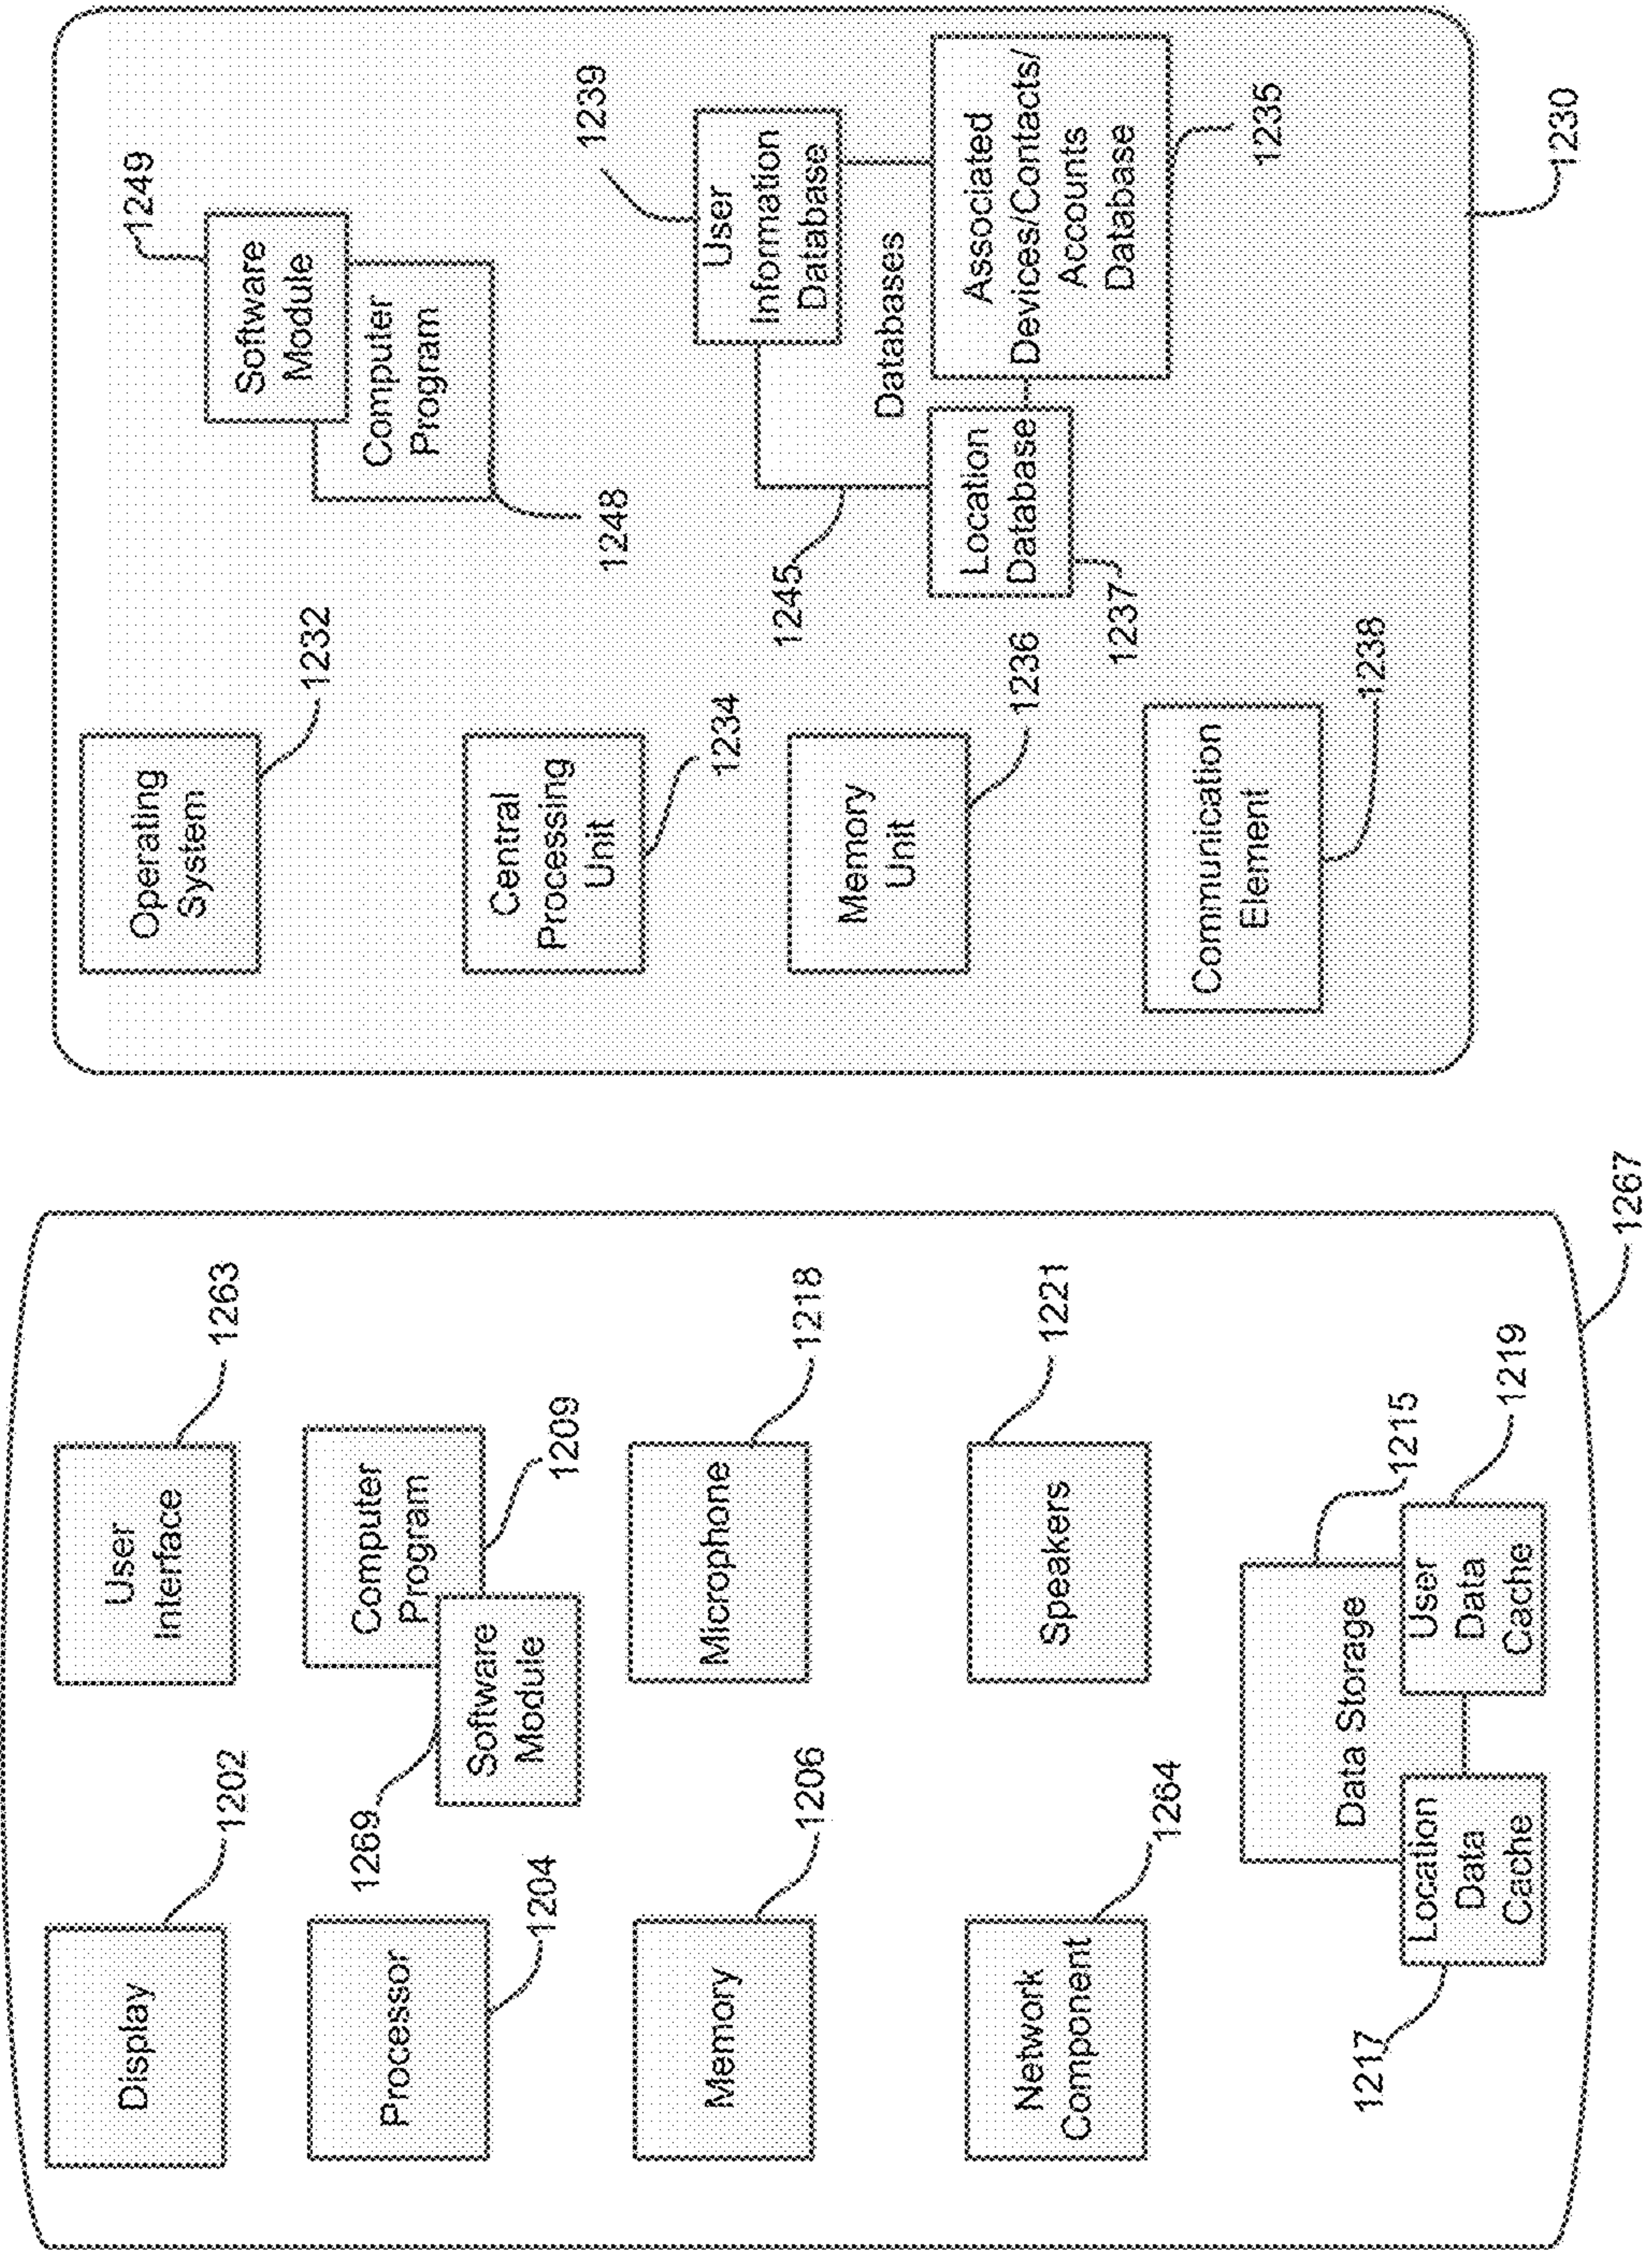 Display
1202
User
Interface
1263
Processor
1204
Computer
Program
1209
Software
Module
1269
Memory
1206
Microphone
1218
Network
Component
1264
Speakers
1221
Data Storage
1215
Location
Data
Cache
1217
User
Data
Cache
1219
1267
Operating
System
1232
Software
Module
1249
Computer
Program
1248
Central
Processing
Unit
1234
User
Information
Database
1239
Databases
1245
Memory
Unit
1236
Location
Database
1237
Associated
Devices/Contacts/
Accounts
Database
1235
Communication
Element
1238
1230